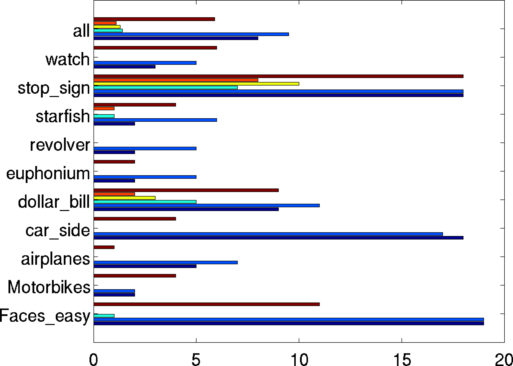 all
watch
stop_sign
starfish
revolver
euphonium
dollar_bill
car_side
airplanes
Motorbikes
Faces_easy
0 5 10 15 20